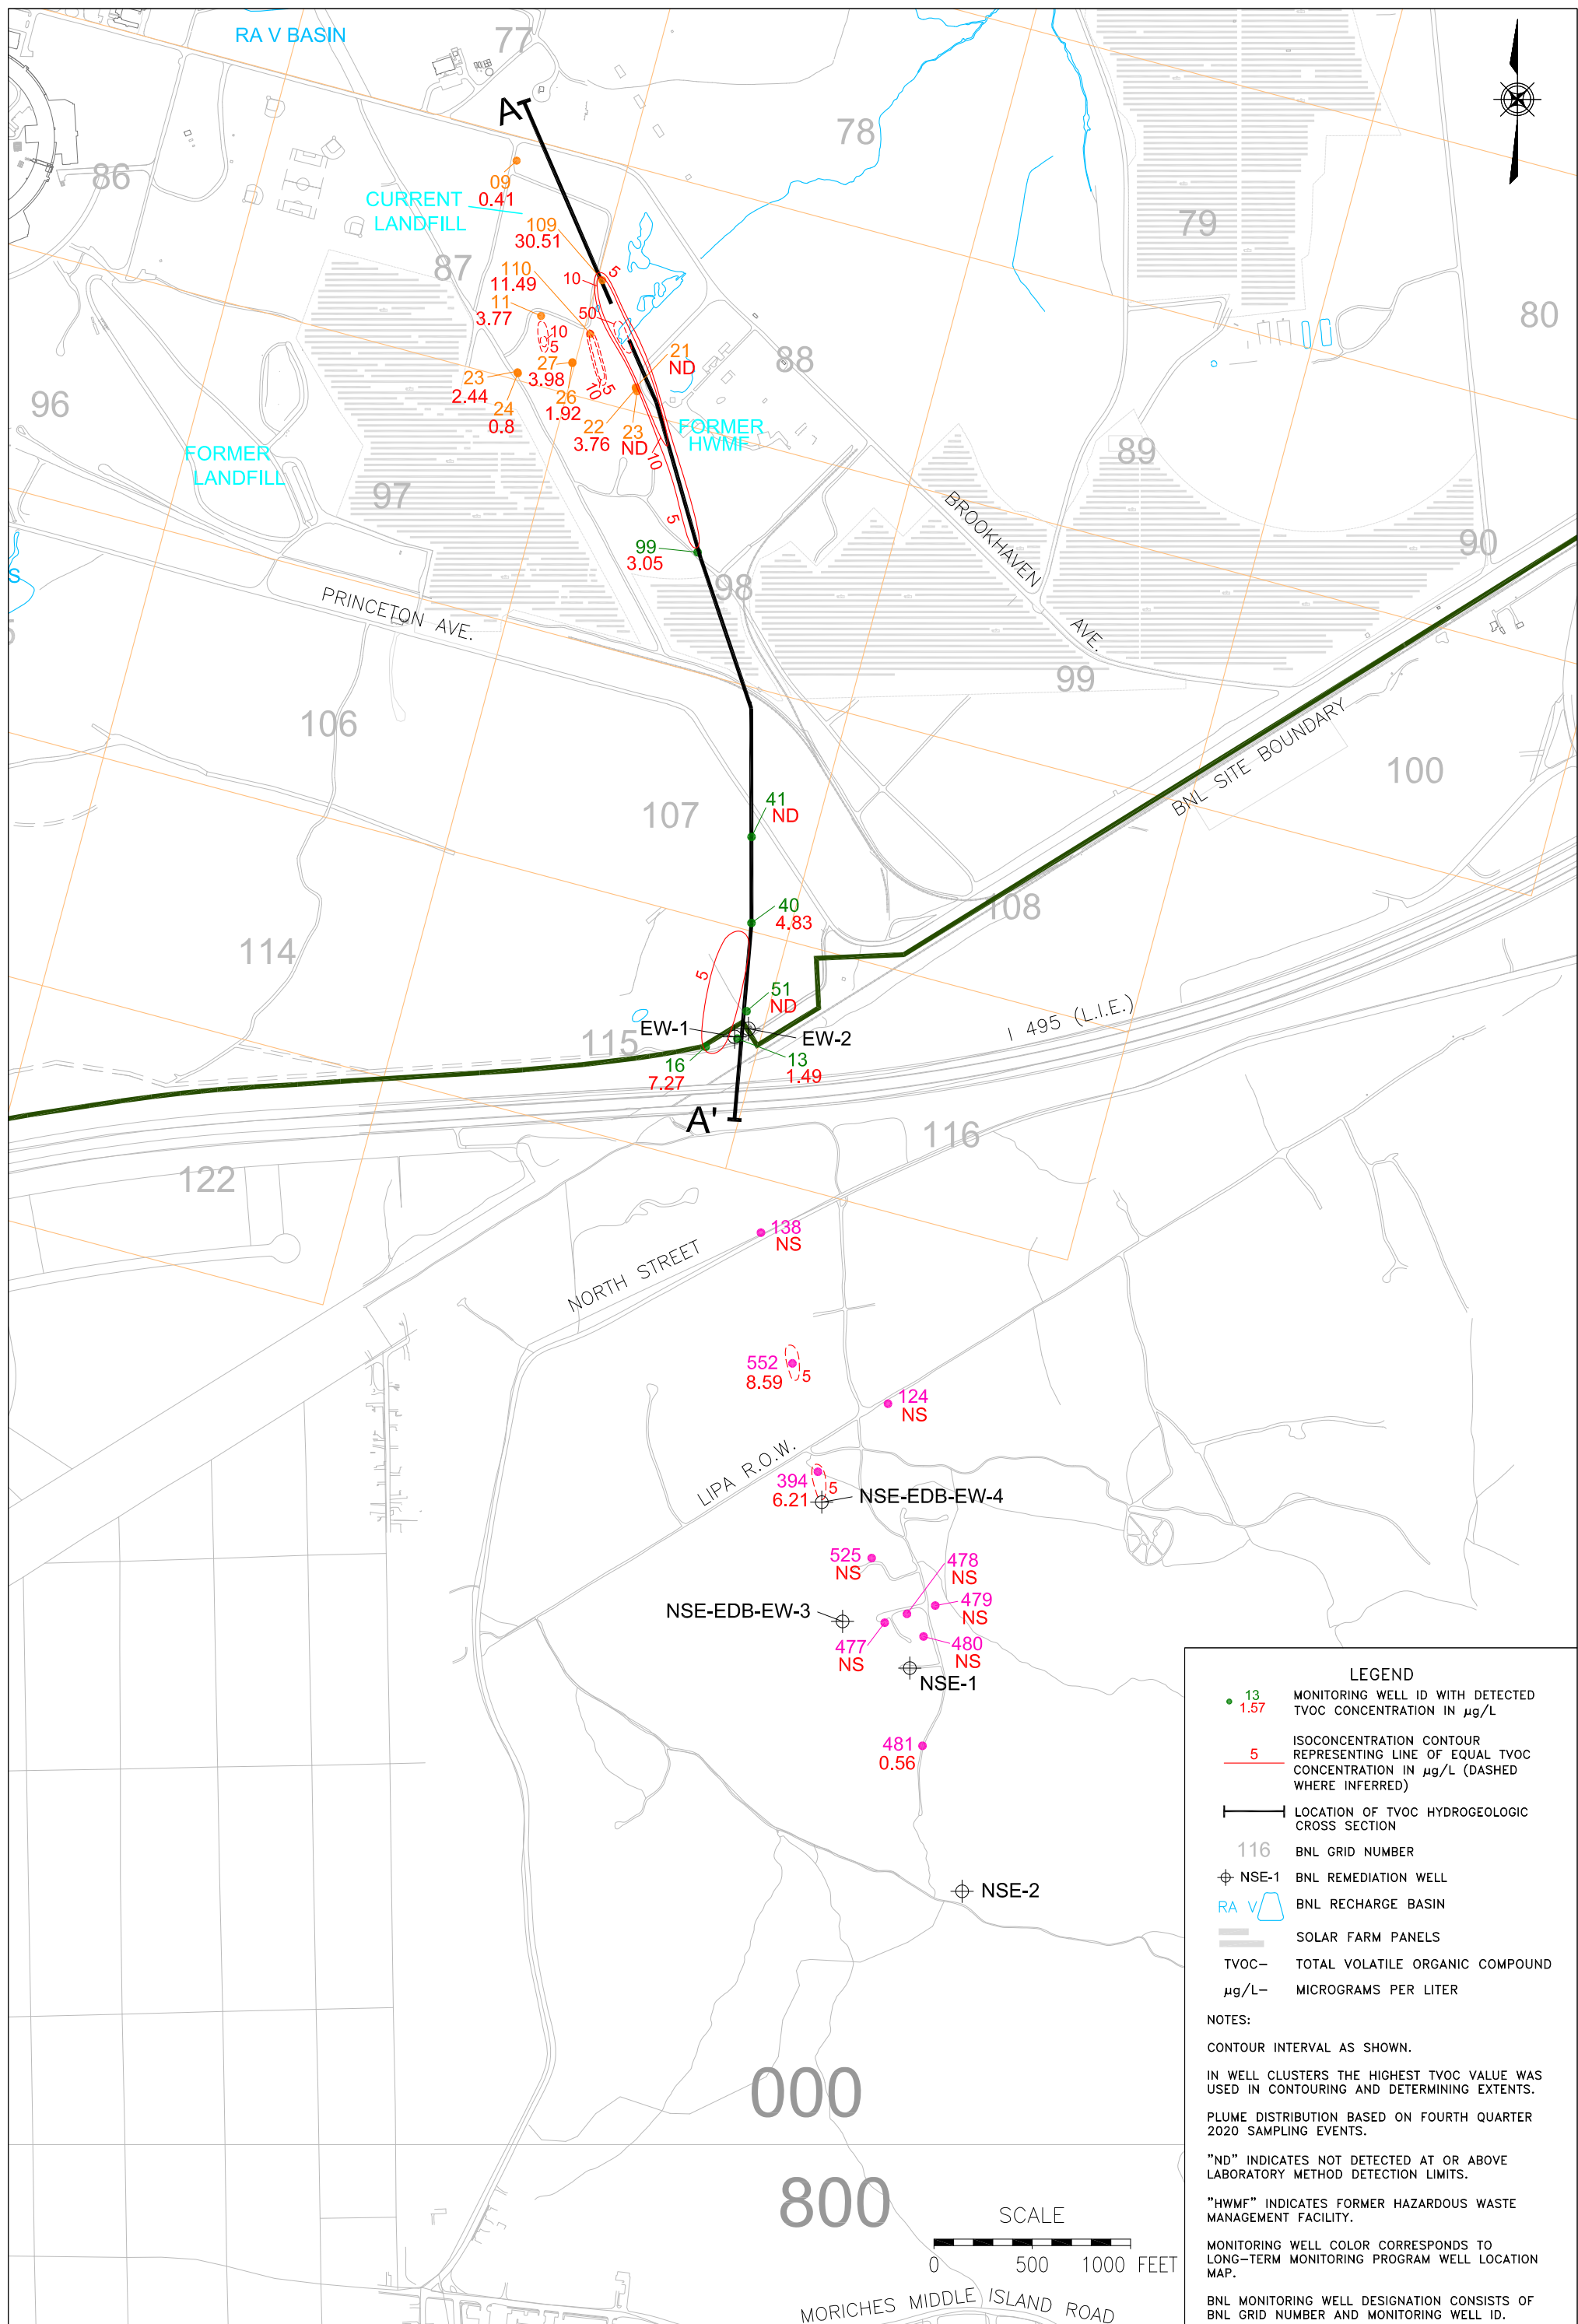 RA V BASIN
77
A
78
86
09
0.41
CURRENT
LANDFILL
109
30.51
79
87
110
11.49
11
3.77
10
5
50
10
5
80
21
ND
88
27
3.98
23
2.44
24
0.8
26
1.92
10
5
22
3.76
23
ND
10
FORMER
HWMF
96
FORMER
LANDFILL
97
89
5
99
3.05
98
BROOKHAVEN
AVE.
90
S
PRINCETON AVE.
99
106
BNL SITE BOUNDARY
100
107
41
ND
40
4.83
108
114
5
51
ND
EW-1
EW-2
115
I 495 (L.I.E.)
16
7.27
13
1.49
A'
116
122
138
NS
NORTH STREET
552
8.59
5
124
NS
LIPA R.O.W.
394
6.21
5
NSE-EDB-EW-4
525
NS
478
NS
479
NS
NSE-EDB-EW-3
477
NS
480
NS
NSE-1
481
0.56
NSE-2
000
800
SCALE
0 500 1000 FEET
MORICHES MIDDLE ISLAND ROAD
LEGEND
13
1.57
MONITORING WELL ID WITH DETECTED
TVOC CONCENTRATION IN µg/L
5
ISOCONCENTRATION CONTOUR
REPRESENTING LINE OF EQUAL TVOC
CONCENTRATION IN µg/L (DASHED
WHERE INFERRED)
LOCATION OF TVOC HYDROGEOLOGIC
CROSS SECTION
116 BNL GRID NUMBER
NSE-1 BNL REMEDIATION WELL
RA V BNL RECHARGE BASIN
SOLAR FARM PANELS
TVOC– TOTAL VOLATILE ORGANIC COMPOUND
µg/L– MICROGRAMS PER LITER
NOTES:
CONTOUR INTERVAL AS SHOWN.
IN WELL CLUSTERS THE HIGHEST TVOC VALUE WAS
USED IN CONTOURING AND DETERMINING EXTENTS.
PLUME DISTRIBUTION BASED ON FOURTH QUARTER
2020 SAMPLING EVENTS.
"ND" INDICATES NOT DETECTED AT OR ABOVE
LABORATORY METHOD DETECTION LIMITS.
"HWMF" INDICATES FORMER HAZARDOUS WASTE
MANAGEMENT FACILITY.
MONITORING WELL COLOR CORRESPONDS TO
LONG–TERM MONITORING PROGRAM WELL LOCATION
MAP.
BNL MONITORING WELL DESIGNATION CONSISTS OF
BNL GRID NUMBER AND MONITORING WELL ID.